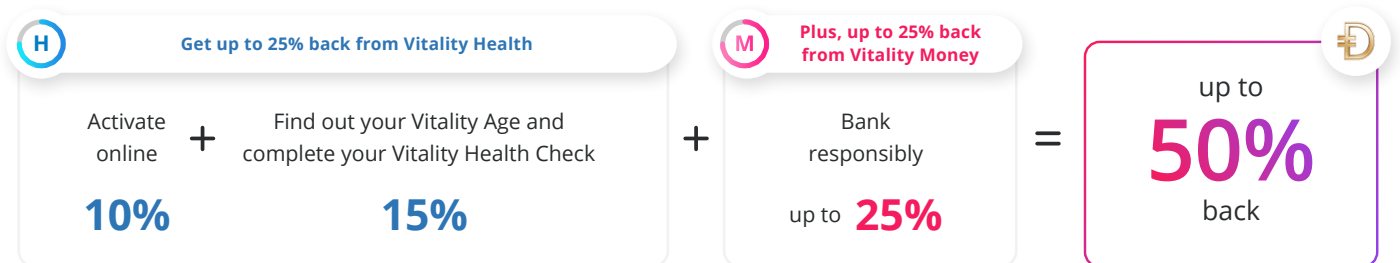 H
Get up to 25% back from Vitality Health
Activate
online
+
Find out your Vitality Age and
complete your Vitality Health Check
10%
15%
+
M
Plus, up to 25% back
from Vitality Money
Bank
responsibly
up to 25%
=
up to
50%
back